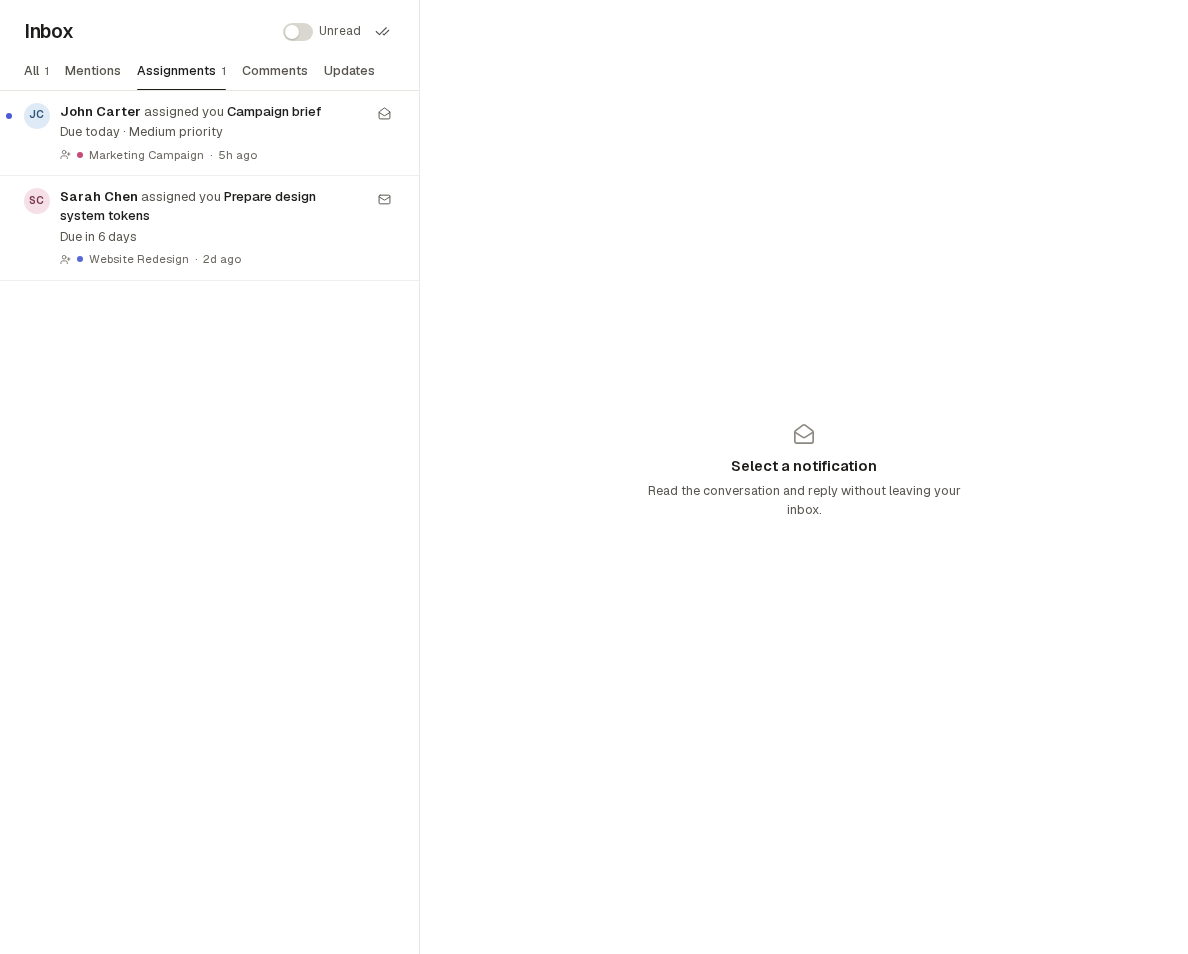 Inbox
Unread
All 1 Mentions Assignments 1 Comments Updates
JC
John Carter assigned you Campaign brief
Due today · Medium priority
Marketing Campaign · 5h ago
SC
Sarah Chen assigned you Prepare design
system tokens
Due in 6 days
Website Redesign · 2d ago
Select a notification
Read the conversation and reply without leaving your
inbox.